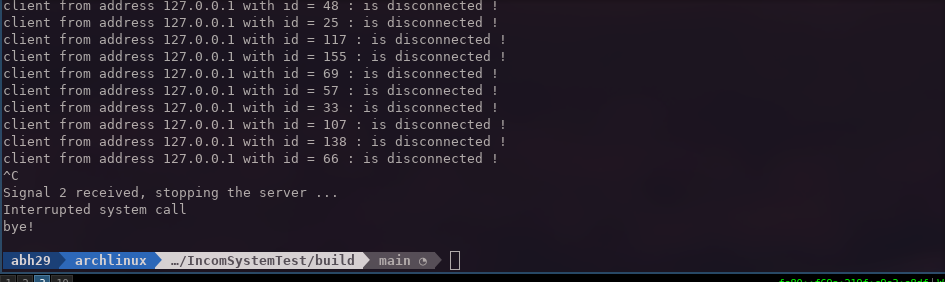 client from address 127.0.0.1 with id = 48 : is disconnected !
client from address 127.0.0.1 with id = 25 : is disconnected !
client from address 127.0.0.1 with id = 117 : is disconnected !
client from address 127.0.0.1 with id = 155 : is disconnected !
client from address 127.0.0.1 with id = 69 : is disconnected !
client from address 127.0.0.1 with id = 57 : is disconnected !
client from address 127.0.0.1 with id = 33 : is disconnected !
client from address 127.0.0.1 with id = 107 : is disconnected !
client from address 127.0.0.1 with id = 138 : is disconnected !
client from address 127.0.0.1 with id = 66 : is disconnected !
^C
Signal 2 received, stopping the server ...
Interrupted system call
bye!
abh29 archlinux …/IncomSystemTest/build main